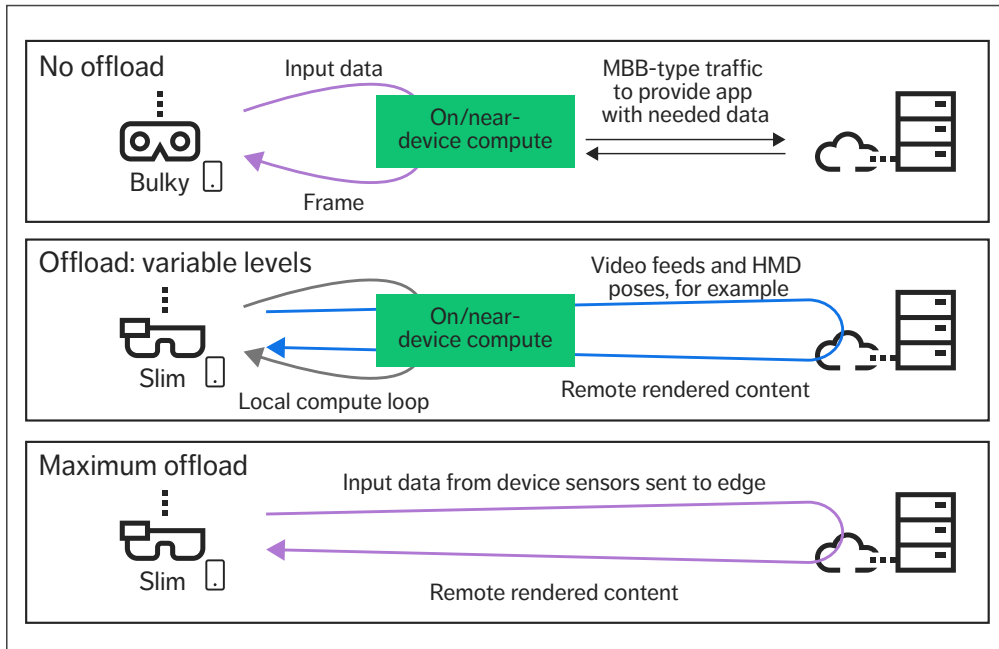 No offload
Input data
MBB-type traffic
to provide app
with needed data
On/near-
device compute
Bulky
Frame
Offload: variable levels
Video feeds and HMD
poses, for example
On/near-
device compute
Slim
Local compute loop
Remote rendered content
Maximum offload
Input data from device sensors sent to edge
Slim
Remote rendered content